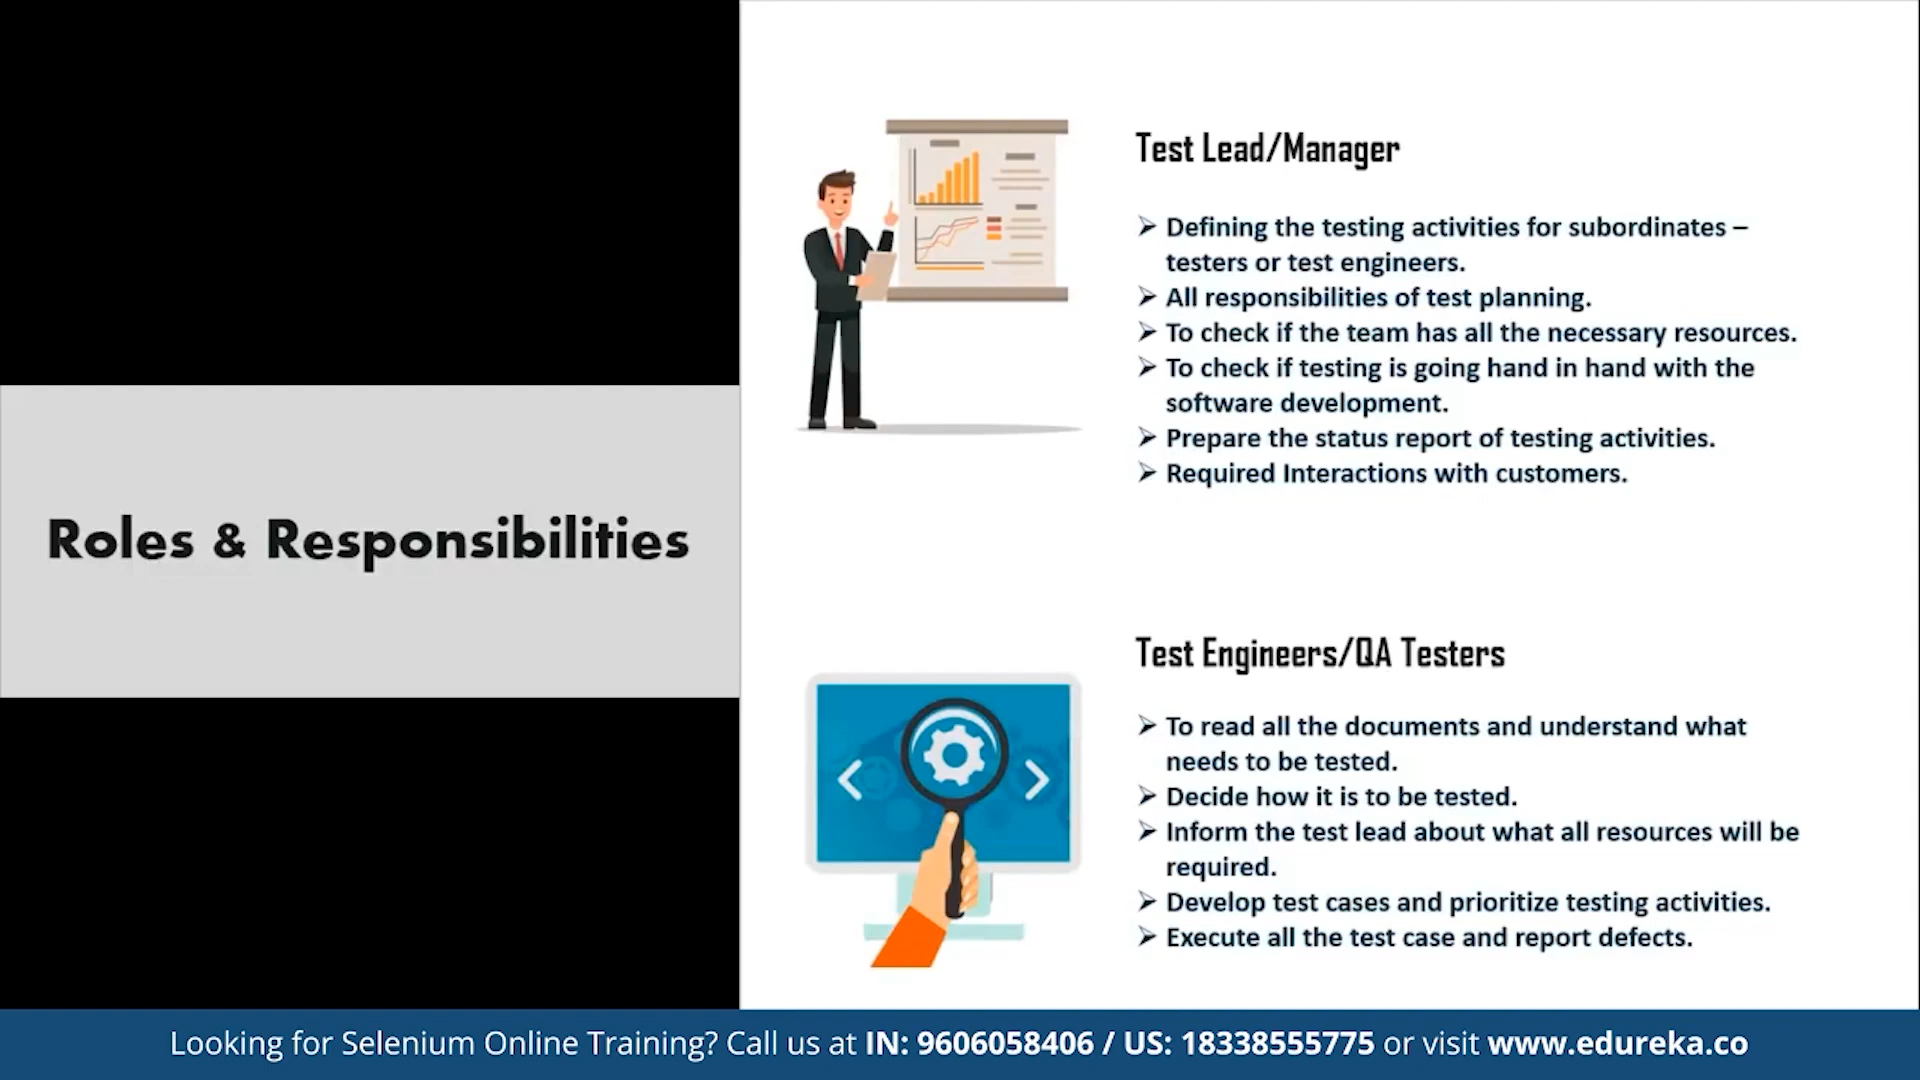 Roles & Responsibilities
Test Lead/Manager
➢ Defining the testing activities for subordinates –
testers or test engineers.
➢ All responsibilities of test planning.
➢ To check if the team has all the necessary resources.
➢ To check if testing is going hand in hand with the
software development.
➢ Prepare the status report of testing activities.
➢ Required Interactions with customers.
Test Engineers/QA Testers
➢ To read all the documents and understand what
needs to be tested.
➢ Decide how it is to be tested.
➢ Inform the test lead about what all resources will be
required.
➢ Develop test cases and prioritize testing activities.
➢ Execute all the test case and report defects.
Looking for Selenium Online Training? Call us at IN: 9606058406 / US: 18338555775 or visit www.edureka.co